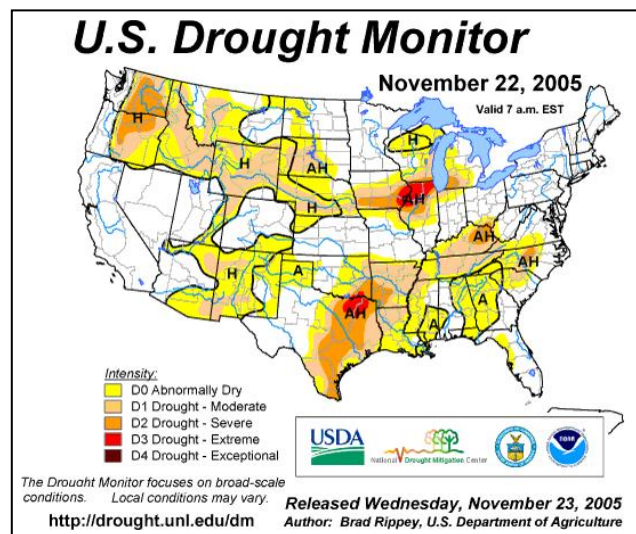 U.S. Drought Monitor
November 22, 2005
Valid 7 a.m. EST
H
H
AH
H
H
AH
AH
H
A
AH
AH
A
A
Intensity:
D0 Abnormally Dry
D1 Drought - Moderate
D2 Drought - Severe
D3 Drought - Extreme
D4 Drought - Exceptional
USDA
National Drought Mitigation Center
The Drought Monitor focuses on broad-scale
conditions. Local conditions may vary.
http://drought.unl.edu/dm
Released Wednesday, November 23, 2005
Author: Brad Rippey, U.S. Department of Agriculture